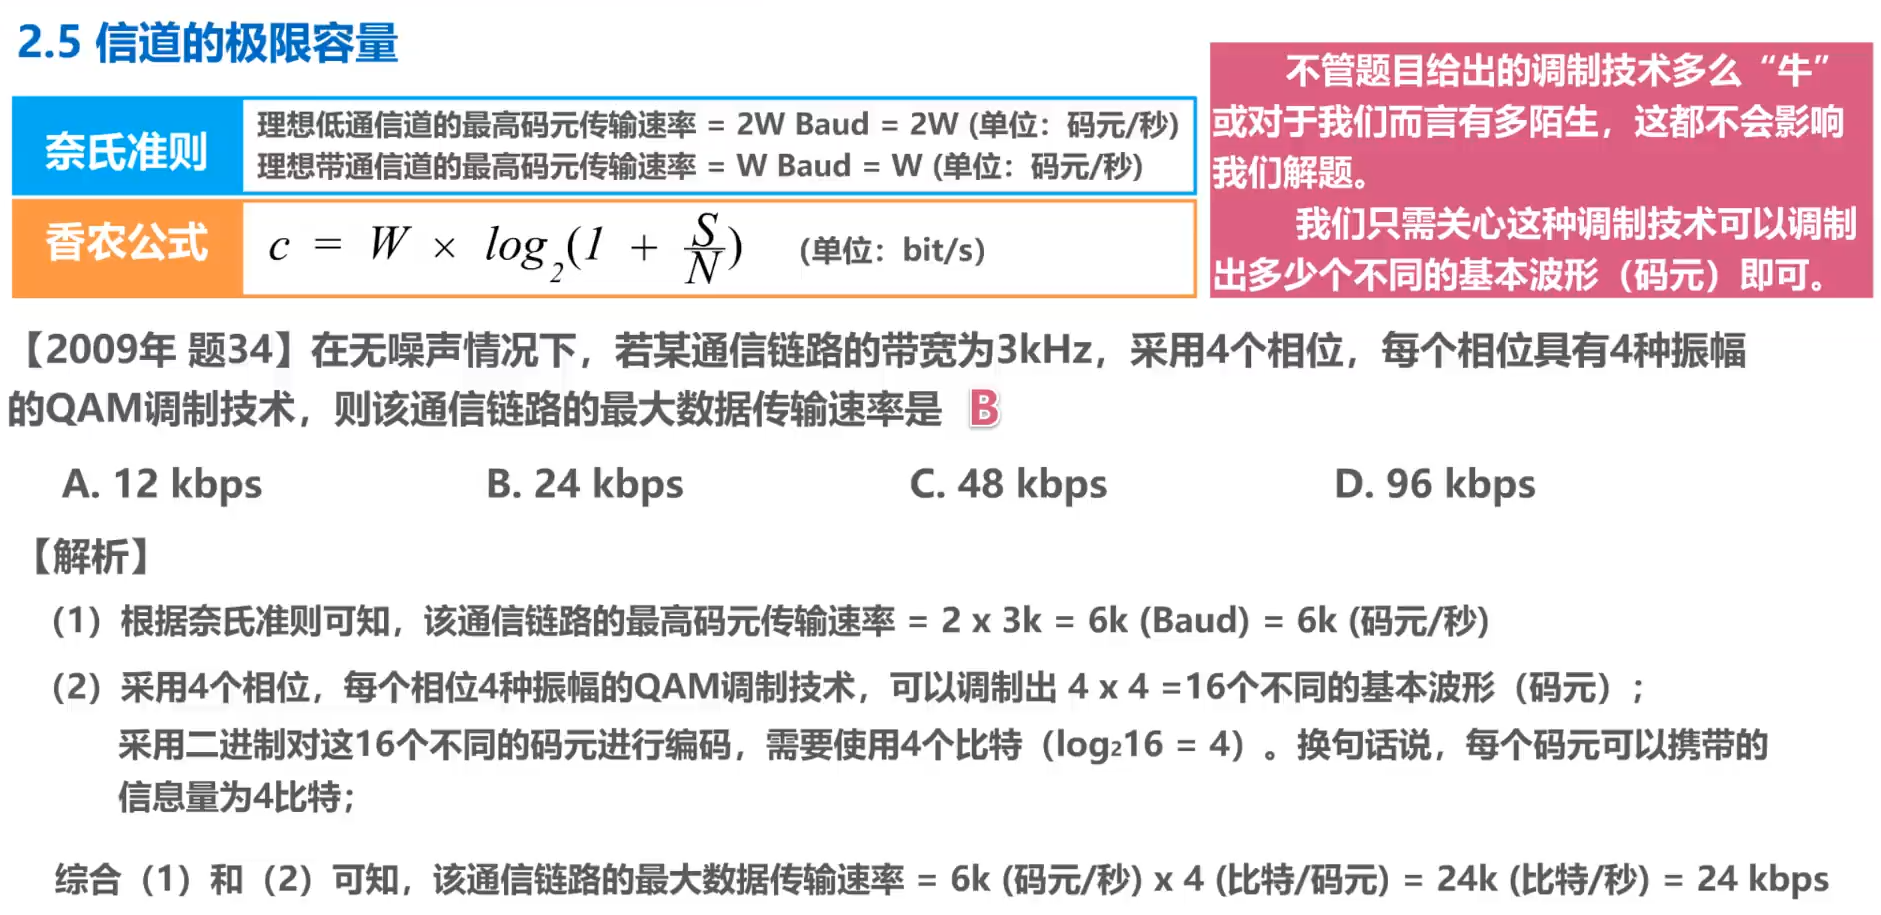 2.5 信道的极限容量
奈氏准则
理想低通信道的最高码元传输速率 = 2W Baud = 2W (单位：码元/秒)
理想带通信道的最高码元传输速率 = W Baud = W (单位：码元/秒)
香农公式
c = W × log₂(1 + S/N) (单位：bit/s)
不管题目给出的调制技术多么“牛”
或对于我们而言有多陌生，这都不会影响
我们解题。
我们只需关心这种调制技术可以调制
出多少个不同的基本波形（码元）即可。
【2009年 题34】在无噪声情况下，若某通信链路的带宽为3kHz，采用4个相位，每个相位具有4种振幅
的QAM调制技术，则该通信链路的最大数据传输速率是 B
A. 12 kbps B. 24 kbps C. 48 kbps D. 96 kbps
【解析】
（1）根据奈氏准则可知，该通信链路的最高码元传输速率 = 2 x 3k = 6k (Baud) = 6k (码元/秒)
（2）采用4个相位，每个相位4种振幅的QAM调制技术，可以调制出 4 x 4 =16个不同的基本波形（码元）；
采用二进制对这16个不同的码元进行编码，需要使用4个比特（log₂16 = 4）。换句话说，每个码元可以携带的
信息量为4比特；
综合（1）和（2）可知，该通信链路的最大数据传输速率 = 6k (码元/秒) x 4 (比特/码元) = 24k (比特/秒) = 24 kbps